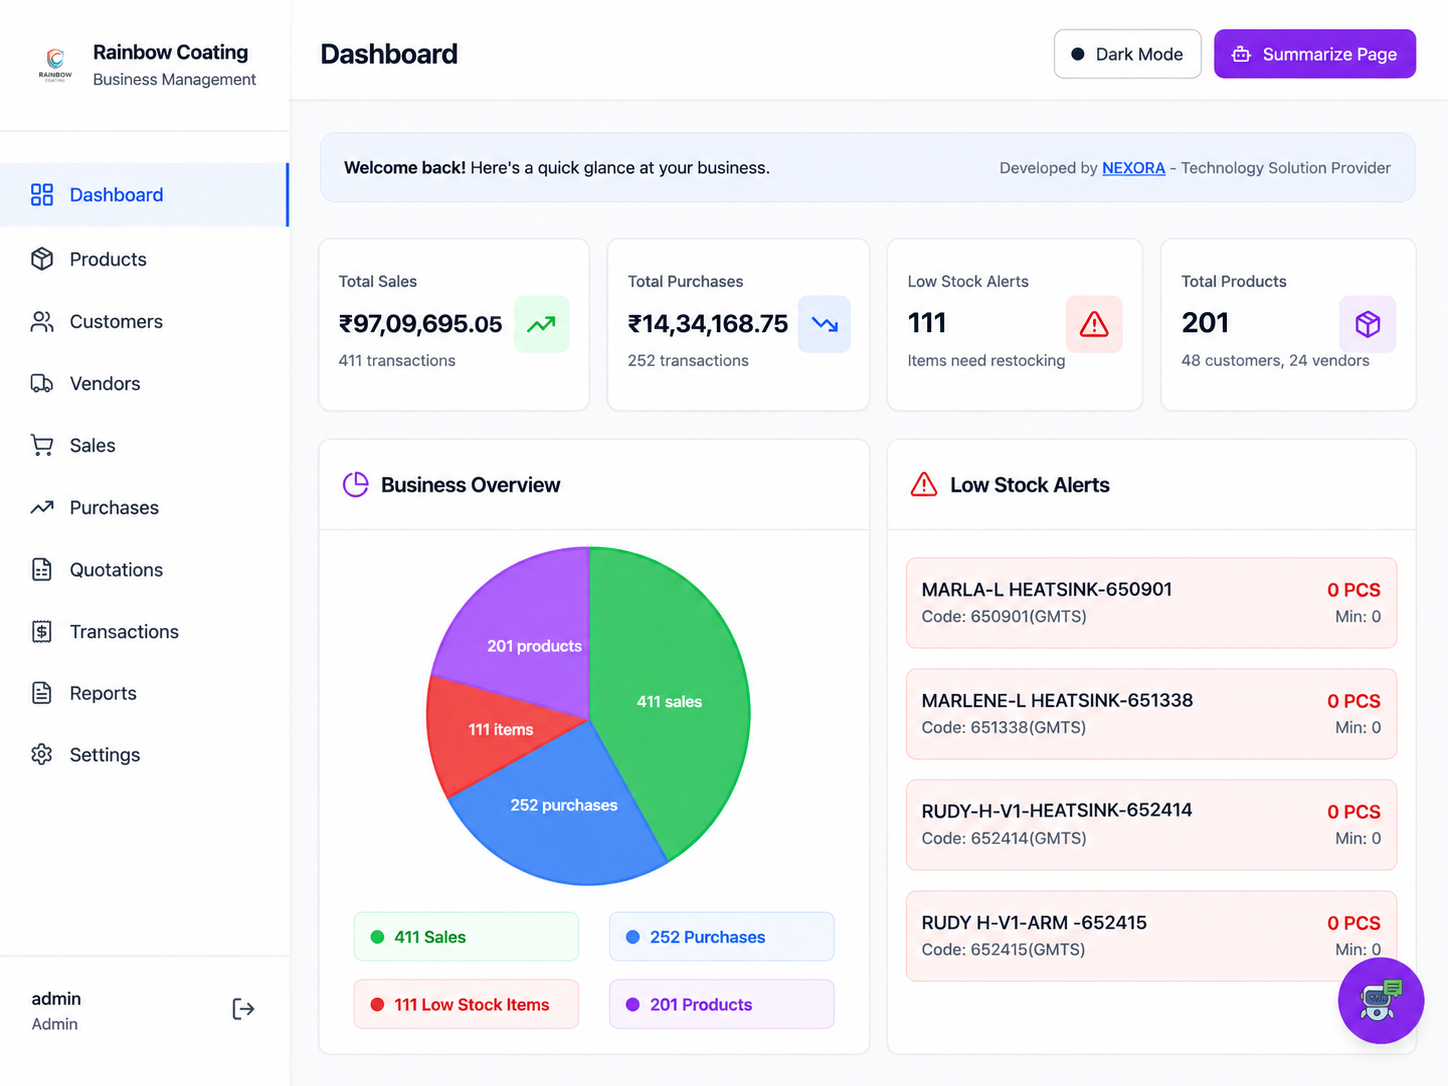 RAINBOW
COATING
Rainbow Coating
Business Management
Dashboard
Products
Customers
Vendors
Sales
Purchases
Quotations
Transactions
Reports
Settings
admin
Admin
Dashboard
Dark Mode
Summarize Page
Welcome back! Here's a quick glance at your business.
Developed by NEXORA - Technology Solution Provider
Total Sales
₹97,09,695.05
411 transactions
Total Purchases
₹14,34,168.75
252 transactions
Low Stock Alerts
111
Items need restocking
Total Products
201
48 customers, 24 vendors
Business Overview
201 products
411 sales
111 items
252 purchases
411 Sales
252 Purchases
111 Low Stock Items
201 Products
Low Stock Alerts
MARLA-L HEATSINK-650901
0 PCS
Code: 650901(GMTS)
Min: 0
MARLENE-L HEATSINK-651338
0 PCS
Code: 651338(GMTS)
Min: 0
RUDY-H-V1-HEATSINK-652414
0 PCS
Code: 652414(GMTS)
Min: 0
RUDY H-V1-ARM -652415
0 PCS
Code: 652415(GMTS)
Min: 0